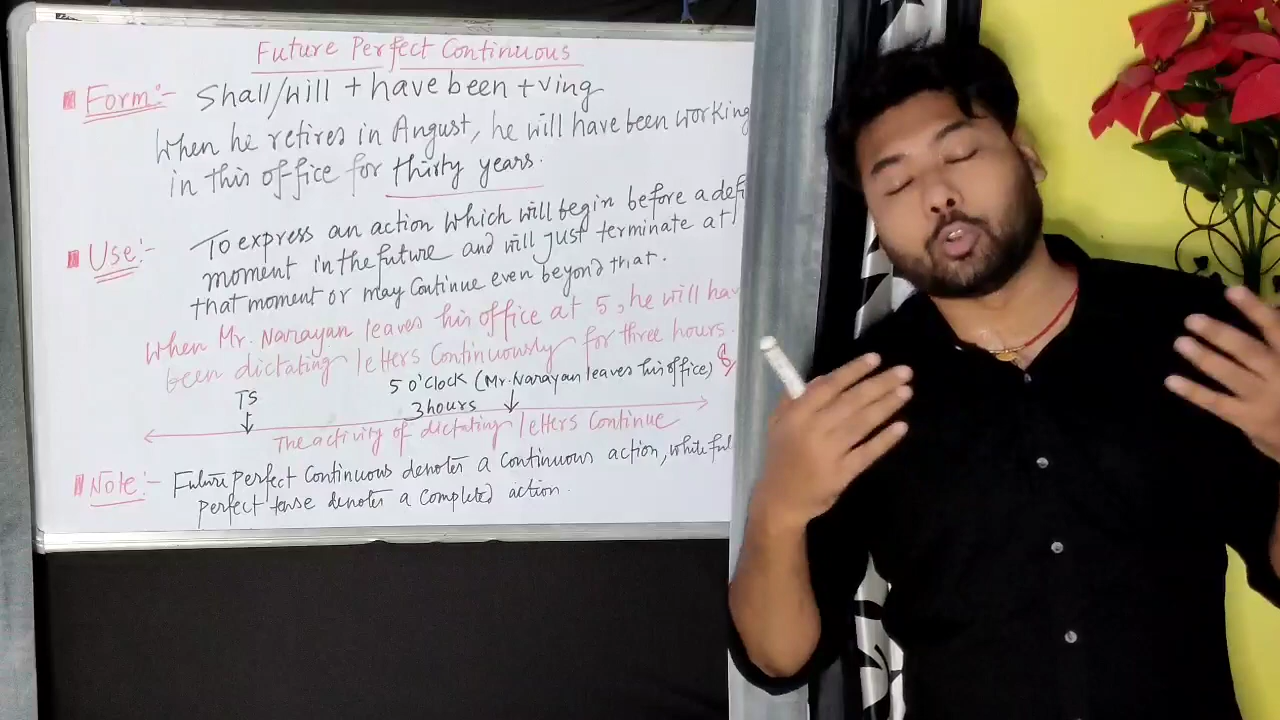 Future Perfect Continuous
Form:- Shall/will + have been + ving
When he retires in August, he will have been working
in this office for thirty years.
Use:- To express an action which will begin before a defi
moment in the future and will just terminate at
that moment or may continue even beyond that.
When Mr. Narayan leaves his office at 5, he will hav
been dictating letters continuously for three hours.
TS
5 o'clock (Mr. Narayan leaves his office)
3 hours
The activity of dictating letters continue
Note:- Future perfect continuous denotes a continuous action, while fu
perfect tense denotes a completed action.